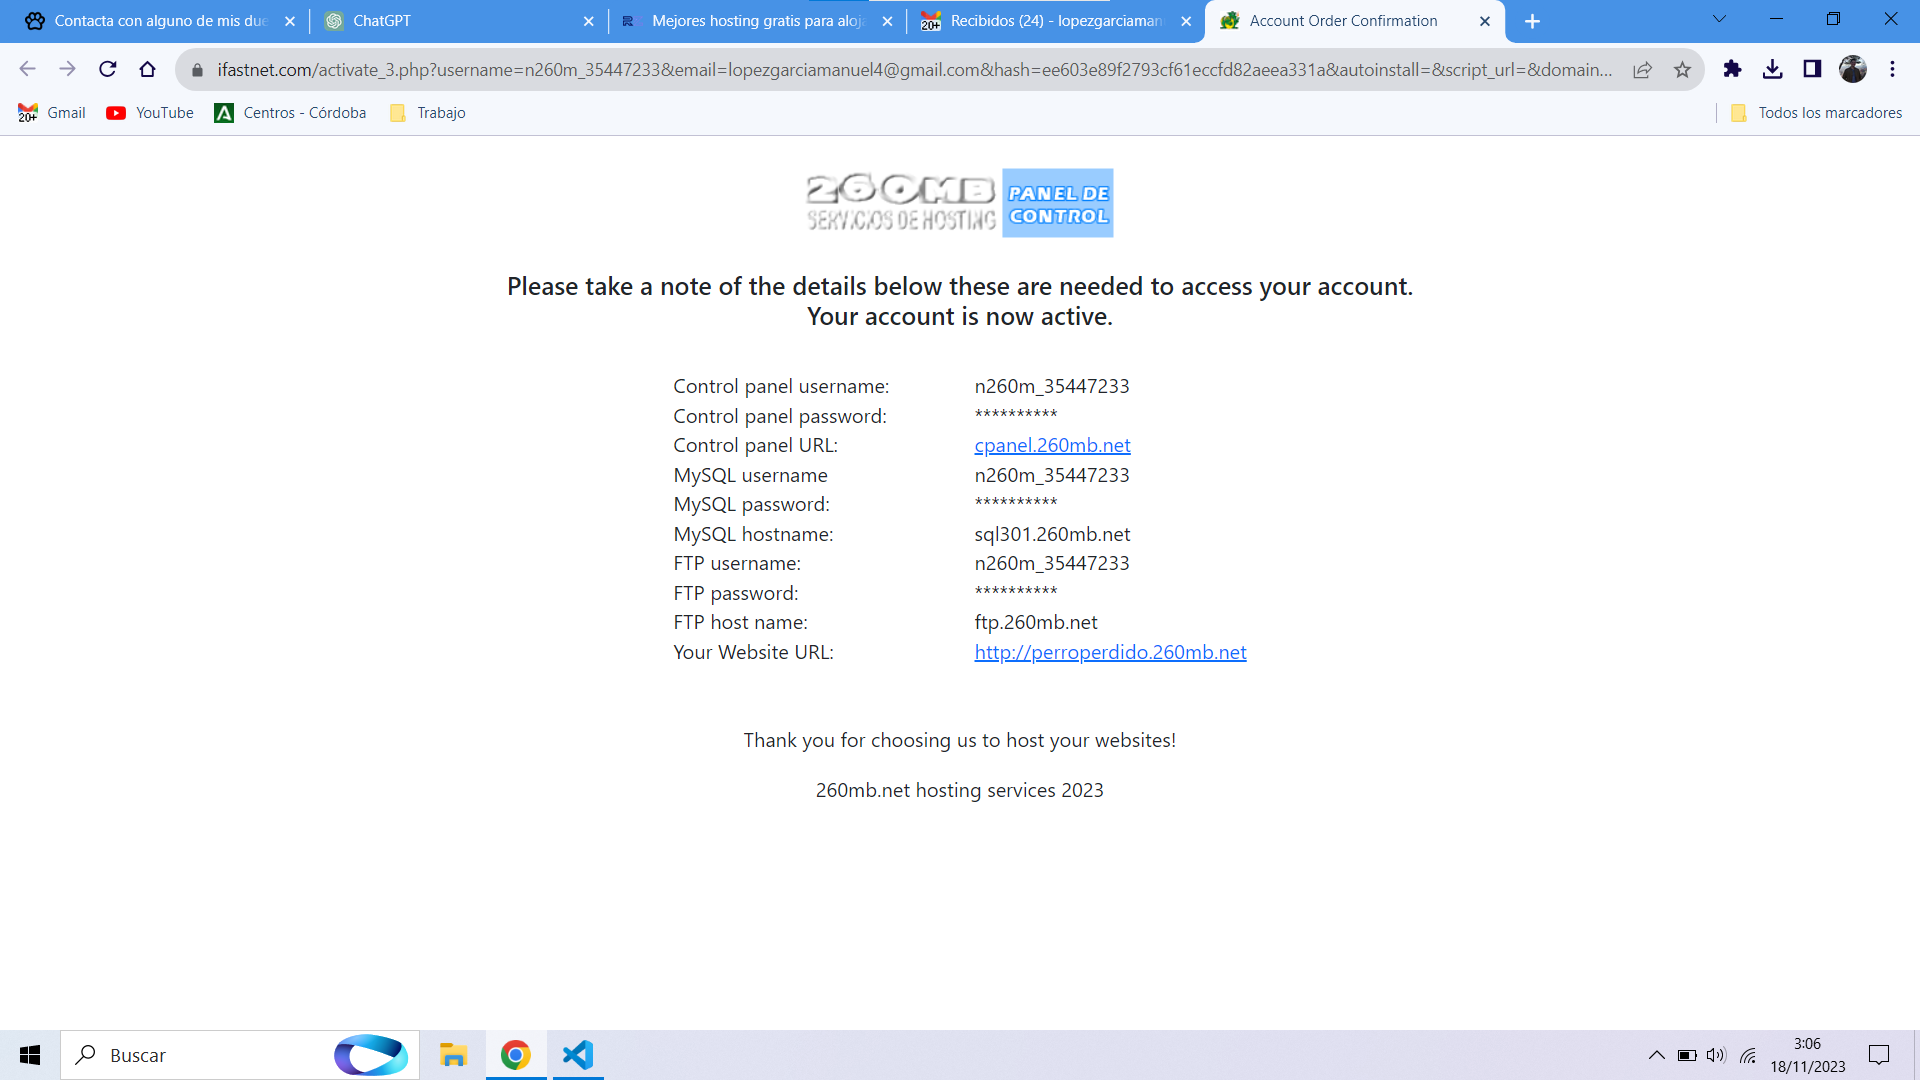 Contacta con alguno de mis due
ChatGPT
Mejores hosting gratis para aloja
Recibidos (24) - lopezgarciaman
Account Order Confirmation
ifastnet.com/activate_3.php?username=n260m_35447233&email=lopezgarciamanuel4@gmail.com&hash=ee603e89f2793cf61eccfd82aeea331a&autoinstall=&script_url=&domain...
20+
Gmail
YouTube
Centros - Córdoba
Trabajo
Todos los marcadores
260MB
SERVICIOS DE HOSTING
PANEL DE
CONTROL
Please take a note of the details below these are needed to access your account.
Your account is now active.
Control panel username: n260m_35447233
Control panel password: **********
Control panel URL: cpanel.260mb.net
MySQL username n260m_35447233
MySQL password: **********
MySQL hostname: sql301.260mb.net
FTP username: n260m_35447233
FTP password: **********
FTP host name: ftp.260mb.net
Your Website URL: http://perroperdido.260mb.net
Thank you for choosing us to host your websites!
260mb.net hosting services 2023
Buscar
3:06
18/11/2023